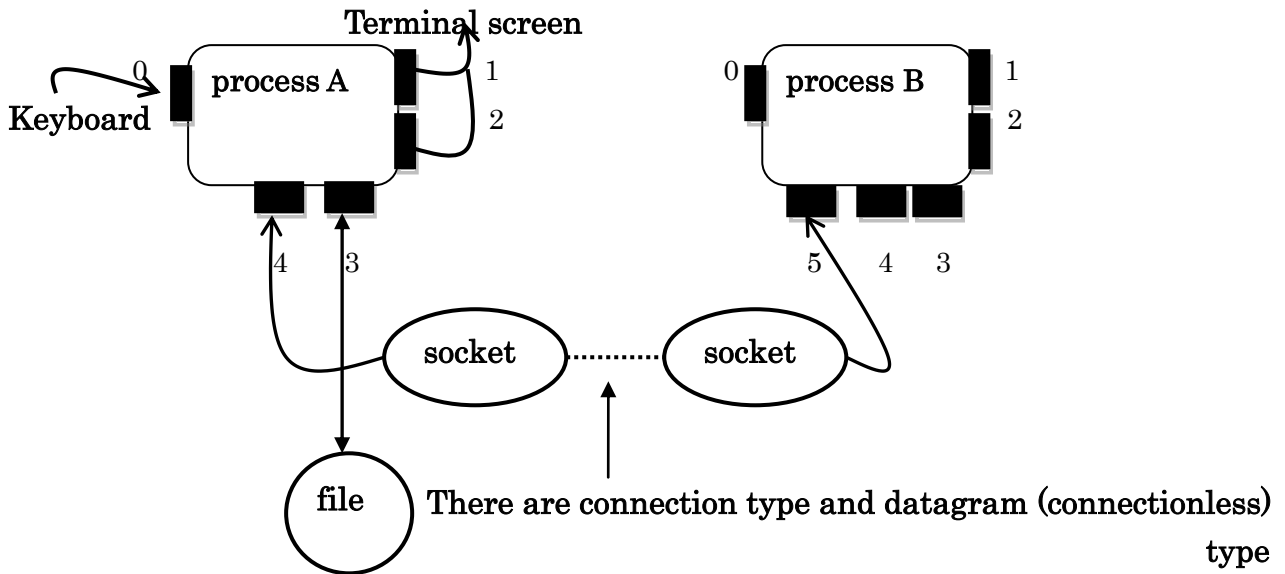 Terminal screen
0
process A
1
2
Keyboard
4
3
0
process B
1
2
5
4
3
socket
socket
file
There are connection type and datagram (connectionless)
type